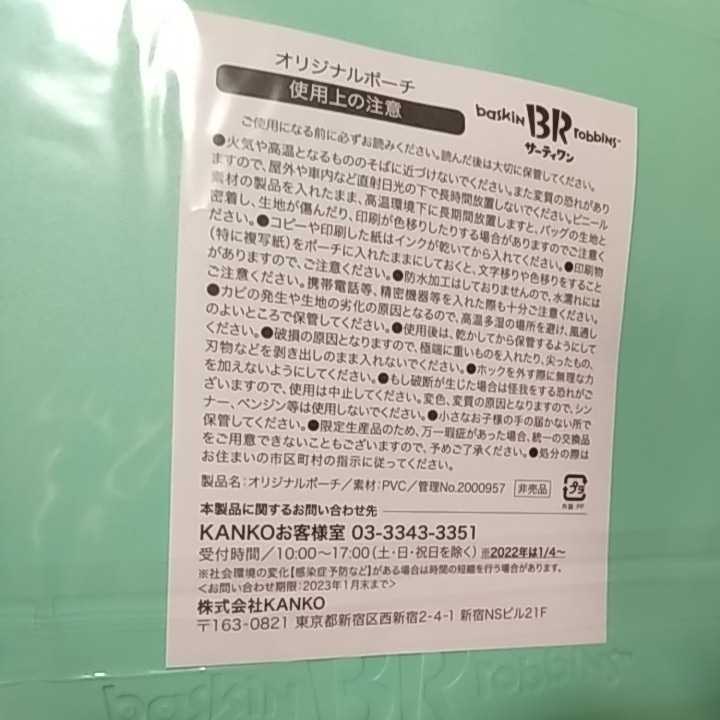 オリジナルポーチ
使用上の注意
baskin BR robbins™
サーティワン
ご使用になる前に必ずお読みください。読んだ後は大切に保管してください。
●火気や高温となるもののそばに近づけないでください。また変質の恐れがあり
ますので、屋外や車内など直射日光の下で長時間放置しないでください。ビニール
素材の製品を入れたまま、高温環境下に長期間放置しますと、バッグの生地と
密着し、生地が傷んだり、印刷が色移りしたりする場合がありますのでご注意く
ださい。●コピーや印刷した紙はインクが乾いてから入れてください。●印刷物
(特に複写紙)をポーチに入れたままにしておくと、文字移りや色移りをすること
がありますので、ご注意ください。●防水加工はしておりませんので、水濡れには
ご注意ください。携帯電話等、精密機器等を入れた際も十分ご注意ください。
●カビの発生や生地の劣化の原因となるので、高温多湿の場所を避け、風通し
のよいところで保管してください。●使用後は、乾かしてから保管するようにして
ください。●破損の原因となりますので、極端に重いものを入れたり、尖ったもの、
刃物などを剥き出しのまま入れないでください。●ホックを外す際に無理な力
を加えないようにしてください。●もし破断が生じた場合は怪我をする恐れがご
ざいますので、使用は中止してください。変色、変質の原因となりますので、シン
ナー、ベンジン等は使用しないでください。●小さなお子様の手の届かない所で
保管してください。●限定生産品のため、万一瑕疵があった場合、統一の交換品
をご用意できないこともございますので、予めご了承ください。●処分の際は
お住まいの市区町村の指示に従ってください。
製品名:オリジナルポーチ/素材:PVC/管理No.2000957 非売品 プラ
外装:PP
本製品に関するお問い合わせ先
KANKOお客様室 03-3343-3351
受付時間/10:00~17:00(土・日・祝日を除く) ※2022年は1/4~
※社会環境の変化【感染症予防など】がある場合は時間の短縮を行う場合があります。
<お問い合わせ期限:2023年1月末まで>
株式会社KANKO
〒163-0821 東京都新宿区西新宿2-4-1 新宿NSビル21F
baskin BR robbins™